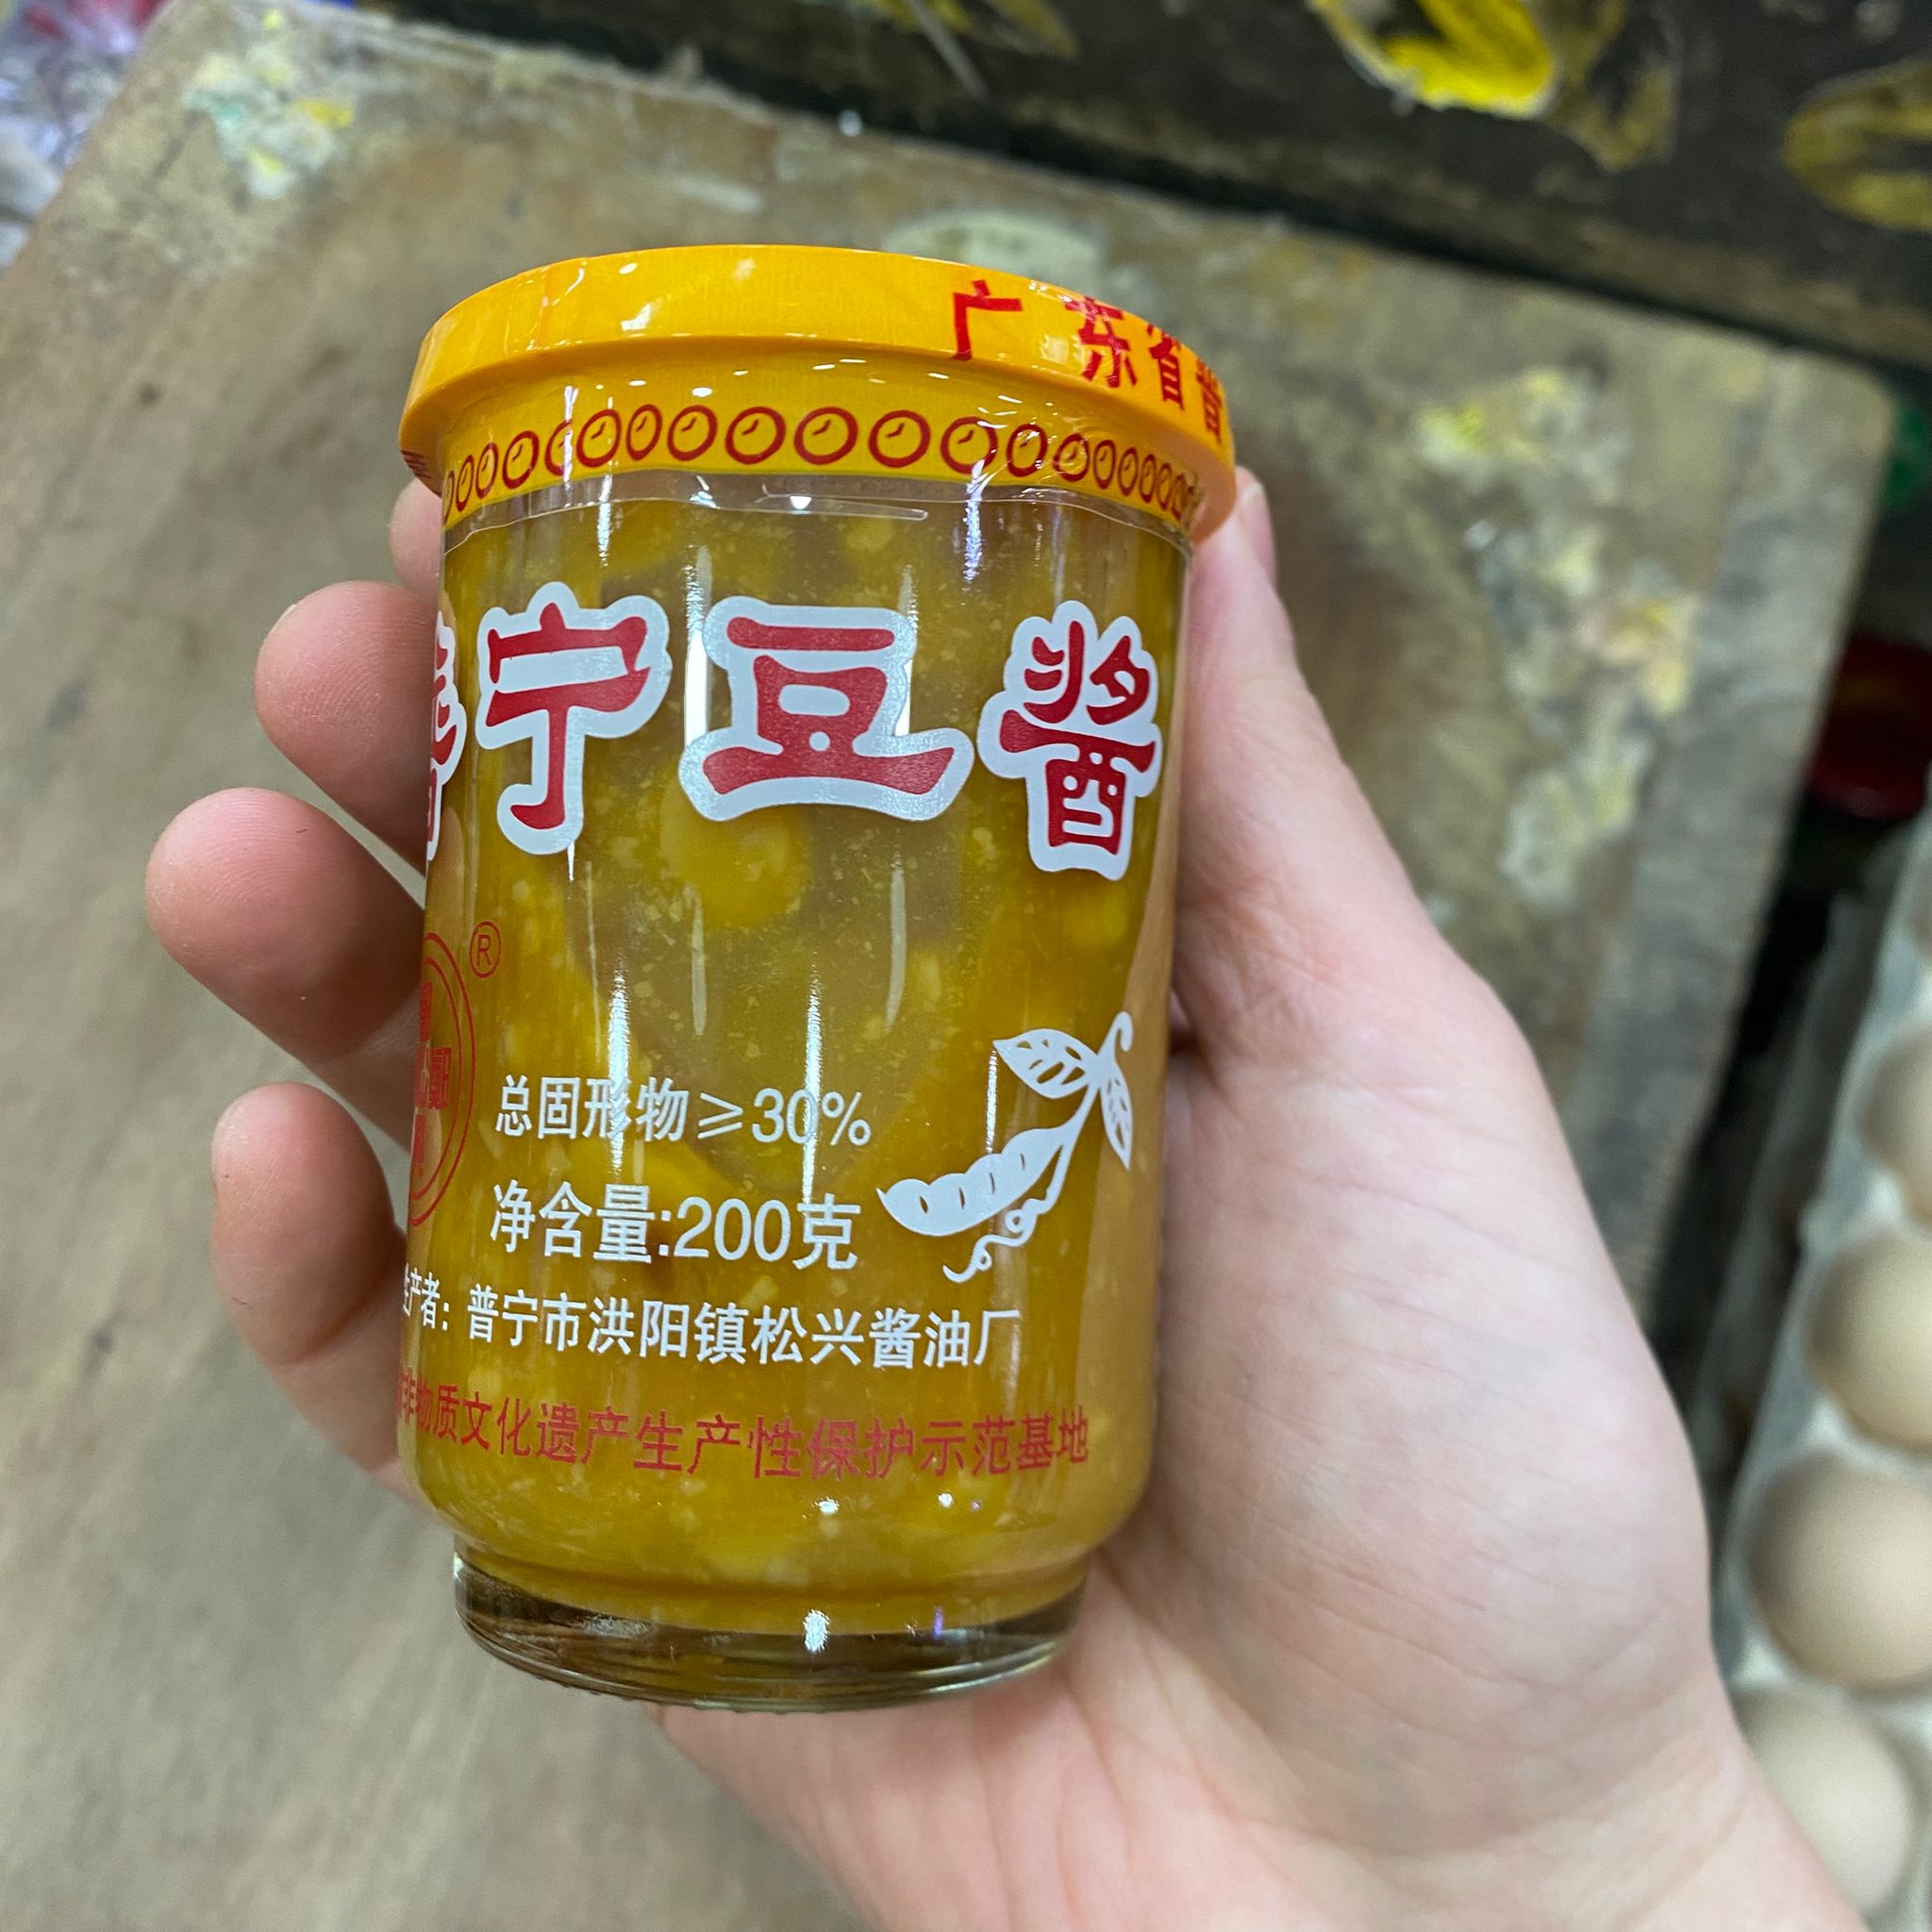 广东省
普宁豆酱
®
总固形物≥30%
净含量:200克
生产者：普宁市洪阳镇松兴酱油厂
非物质文化遗产生产性保护示范基地